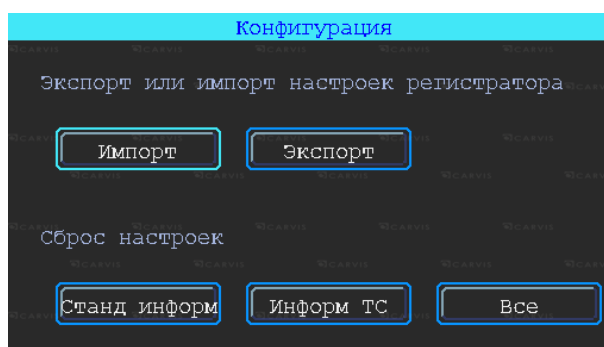 Конфигурация
Экспорт или импорт настроек регистратора
Импорт Экспорт
Сброс настроек
Станд информ Информ ТС Все